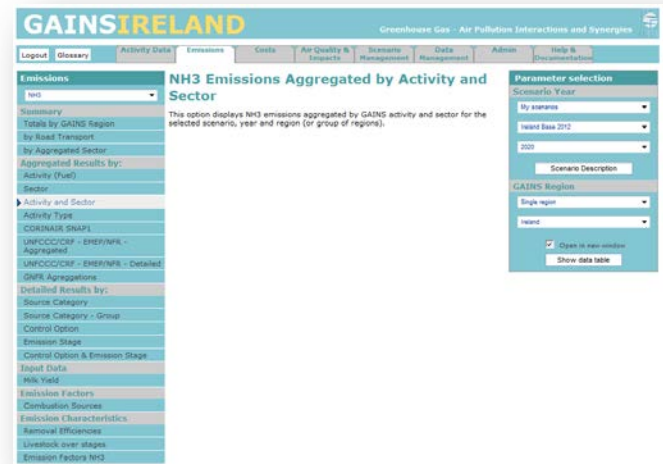 GAINSIRELAND
Greenhouse Gas - Air Pollution Interactions and Synergies
Logout
Glossary
Activity Data
Emissions
Costs
Air Quality & Impacts
Scenario Management
Data Management
Admin
Help & Documentation
Emissions
NH3
Summary
Totals by GAINS Region
by Road Transport
by Aggregated Sector
Aggregated Results by:
Activity (Fuel)
Sector
Activity and Sector
Activity Type
CORINAIR SNAP1
UNFCCC/CRF - EMEP/NFR -
Aggregated
UNFCCC/CRF - EMEP/NFR - Detailed
GNFR Agreggations
Detailed Results by:
Source Category
Source Category - Group
Control Option
Emission Stage
Control Option & Emission Stage
Input Data
Milk Yield
Emission Factors
Combustion Sources
Emission Characteristics
Removal Efficiencies
Livestock over stages
Emission Factors NH3
NH3 Emissions Aggregated by Activity and
Sector
This option displays NH3 emissions aggregated by GAINS activity and sector for the
selected scenario, year and region (or group of regions).
Parameter selection
Scenario Year
My scenarios
Ireland Base 2012
2020
Scenario Description
GAINS Region
Single region
Ireland
Open in new window
Show data table